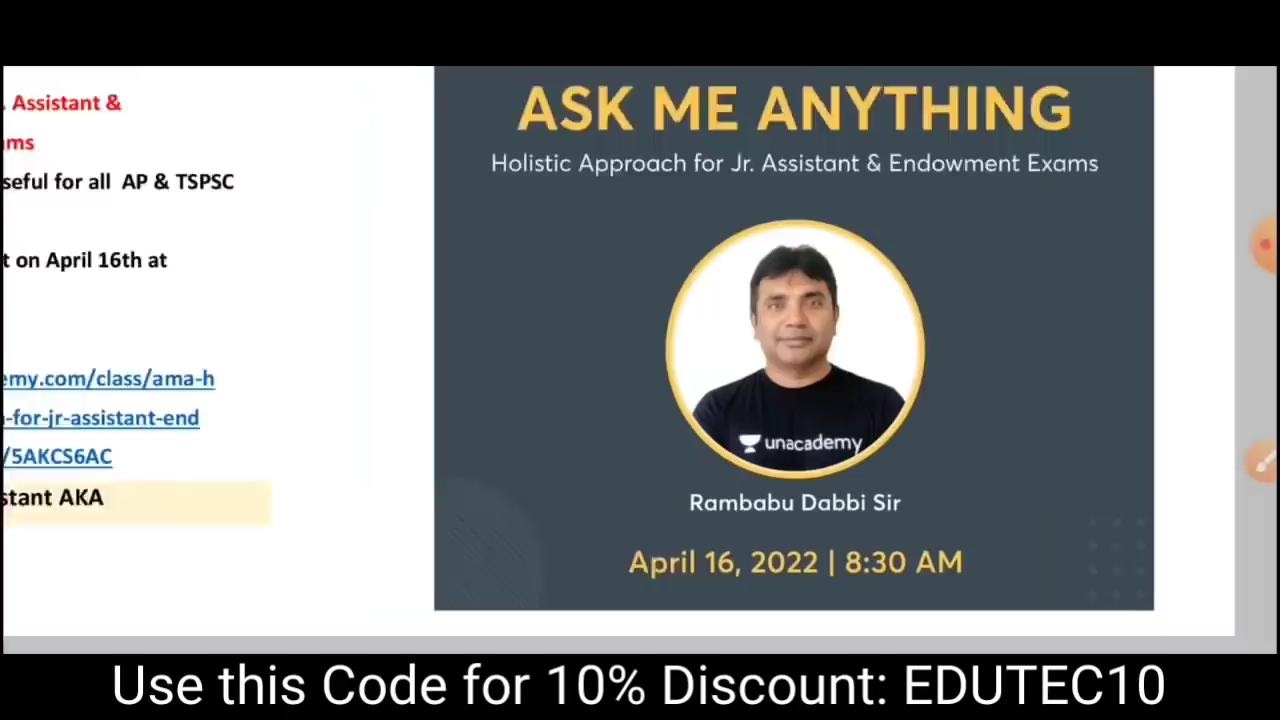 . Assistant &
ms
seful for all AP & TSPSC
t on April 16th at
emy.com/class/ama-h
-for-jr-assistant-end
/5AKCS6AC
stant AKA
ASK ME ANYTHING
Holistic Approach for Jr. Assistant & Endowment Exams
unacademy
Rambabu Dabbi Sir
April 16, 2022 | 8:30 AM
Use this Code for 10% Discount: EDUTEC10